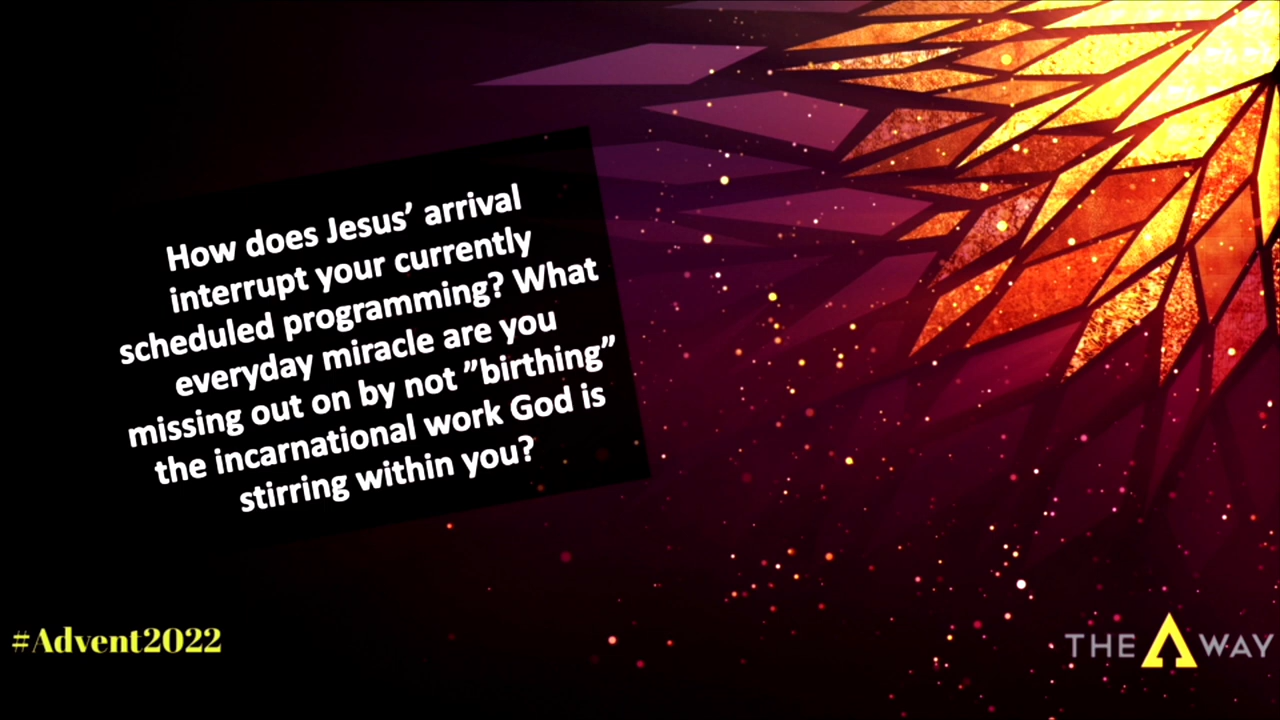 How does Jesus’ arrival
interrupt your currently
scheduled programming? What
everyday miracle are you
missing out on by not ”birthing”
the incarnational work God is
stirring within you?
#Advent2022
THE WAY